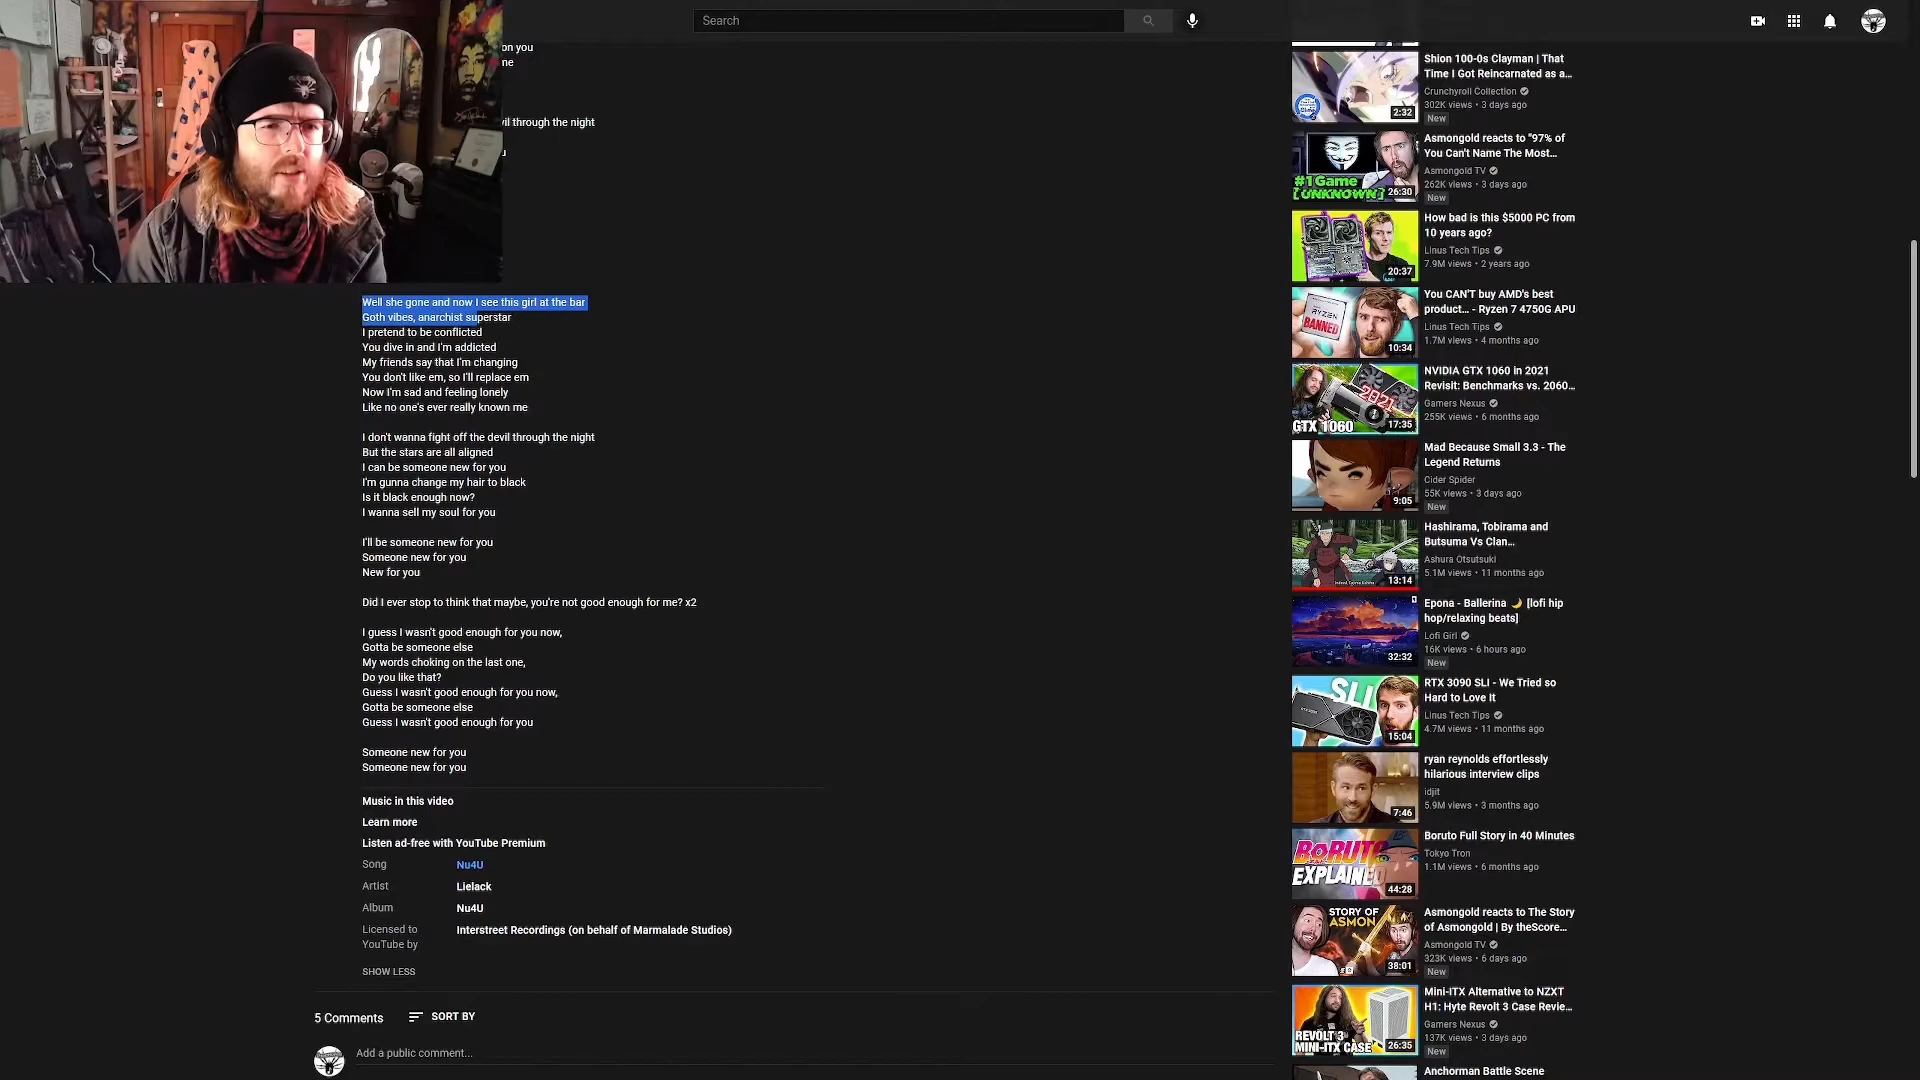 Search
on you
ne
vil through the night
Well she gone and now I see this girl at the bar
Goth vibes, anarchist superstar
I pretend to be conflicted
You dive in and I'm addicted
My friends say that I'm changing
You don't like em, so I'll replace em
Now I'm sad and feeling lonely
Like no one's ever really known me
I don't wanna fight off the devil through the night
But the stars are all aligned
I can be someone new for you
I'm gunna change my hair to black
Is it black enough now?
I wanna sell my soul for you
I'll be someone new for you
Someone new for you
New for you
Did I ever stop to think that maybe, you're not good enough for me? x2
I guess I wasn't good enough for you now,
Gotta be someone else
My words choking on the last one,
Do you like that?
Guess I wasn't good enough for you now,
Gotta be someone else
Guess I wasn't good enough for you
Someone new for you
Someone new for you
Music in this video
Learn more
Listen ad-free with YouTube Premium
Song
Nu4U
Artist
Lielack
Album
Nu4U
Licensed to
YouTube by
Interstreet Recordings (on behalf of Marmalade Studios)
SHOW LESS
5 Comments
SORT BY
Add a public comment...
2:32
Shion 100-0s Clayman | That
Time I Got Reincarnated as a...
Crunchyroll Collection
302K views • 3 days ago
New
#1 Game
[UNKNOWN]
26:30
Asmongold reacts to "97% of
You Can't Name The Most...
Asmongold TV
262K views • 3 days ago
New
20:37
How bad is this $5000 PC from
10 years ago?
Linus Tech Tips
7.9M views • 2 years ago
RYZEN
BANNED
10:34
You CAN'T buy AMD's best
product... - Ryzen 7 4750G APU
Linus Tech Tips
1.7M views • 4 months ago
2021
GTX 1060
17:35
NVIDIA GTX 1060 in 2021
Revisit: Benchmarks vs. 2060...
Gamers Nexus
255K views • 6 months ago
9:05
Mad Because Small 3.3 - The
Legend Returns
Cider Spider
55K views • 3 days ago
New
13:14
Hashirama, Tobirama and
Butsuma Vs Clan...
Ashura Otsutsuki
5.1M views • 11 months ago
32:32
Epona - Ballerina 🌙 [lofi hip
hop/relaxing beats]
Lofi Girl
16K views • 6 hours ago
New
SLI
15:04
RTX 3090 SLI - We Tried so
Hard to Love It
Linus Tech Tips
4.7M views • 11 months ago
7:46
ryan reynolds effortlessly
hilarious interview clips
idjit
5.9M views • 3 months ago
BORUTO
EXPLAINED
44:28
Boruto Full Story in 40 Minutes
Tokyo Tron
1.1M views • 6 months ago
STORY OF
ASMON
38:01
Asmongold reacts to The Story
of Asmongold | By theScore...
Asmongold TV
323K views • 6 days ago
New
REVOLT 3
MINI-ITX CASE
26:35
Mini-ITX Alternative to NZXT
H1: Hyte Revolt 3 Case Revie...
Gamers Nexus
137K views • 3 days ago
New
Anchorman Battle Scene